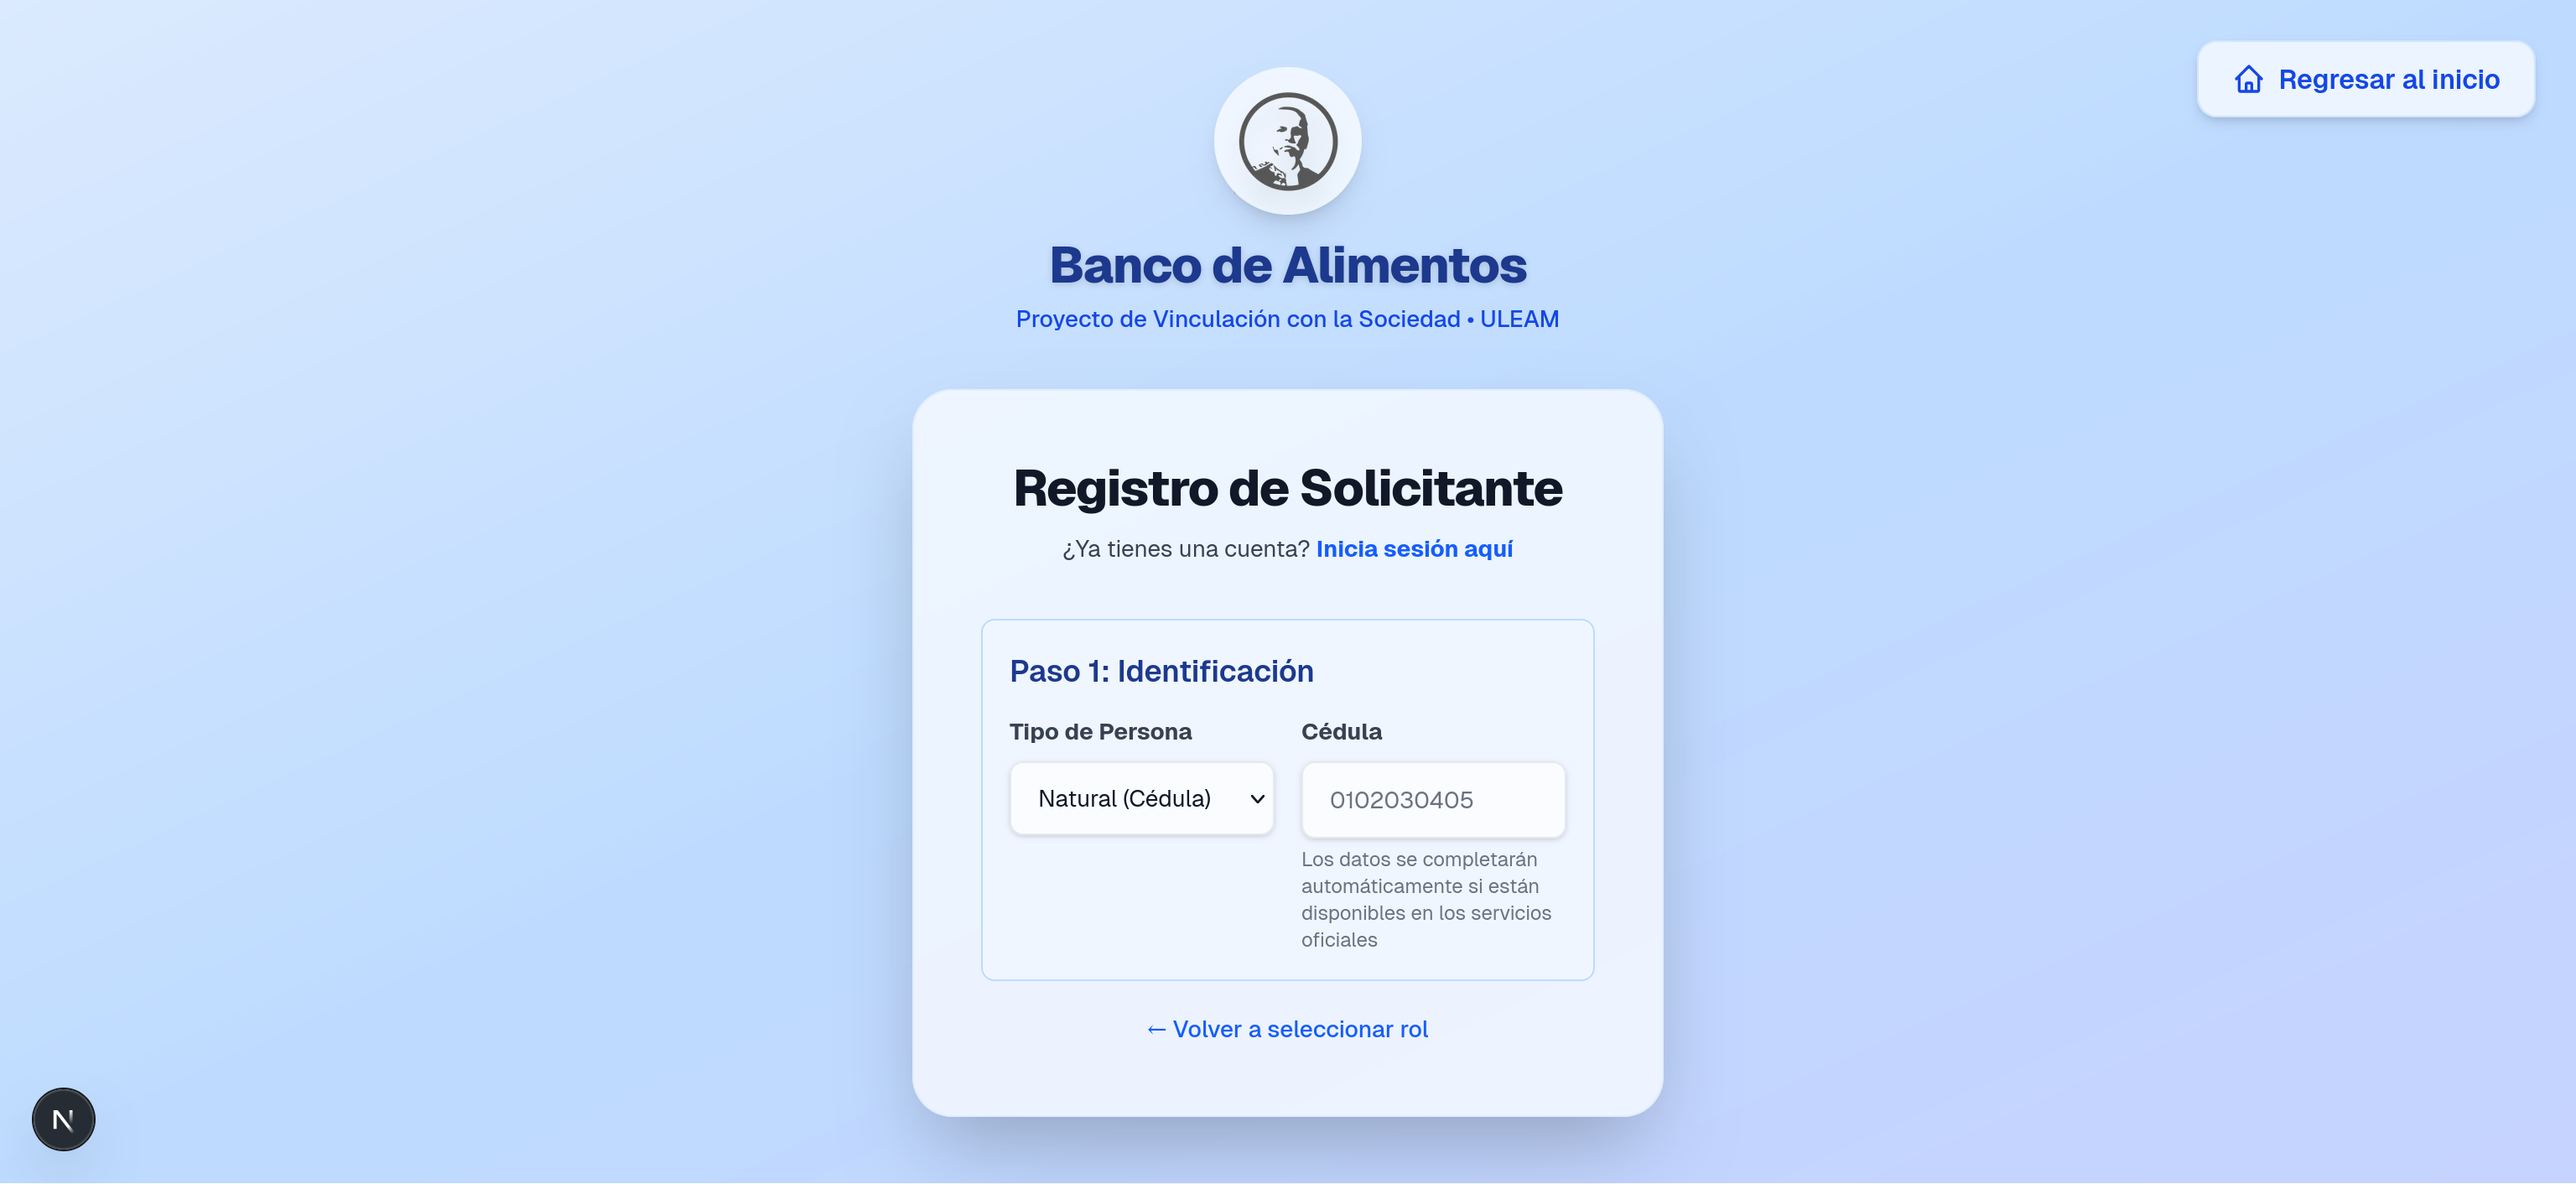 Regresar al inicio
Banco de Alimentos
Proyecto de Vinculación con la Sociedad • ULEAM
Registro de Solicitante
¿Ya tienes una cuenta? Inicia sesión aquí
Paso 1: Identificación
Tipo de Persona
Natural (Cédula)
Cédula
0102030405
Los datos se completarán
automáticamente si están
disponibles en los servicios
oficiales
← Volver a seleccionar rol
N